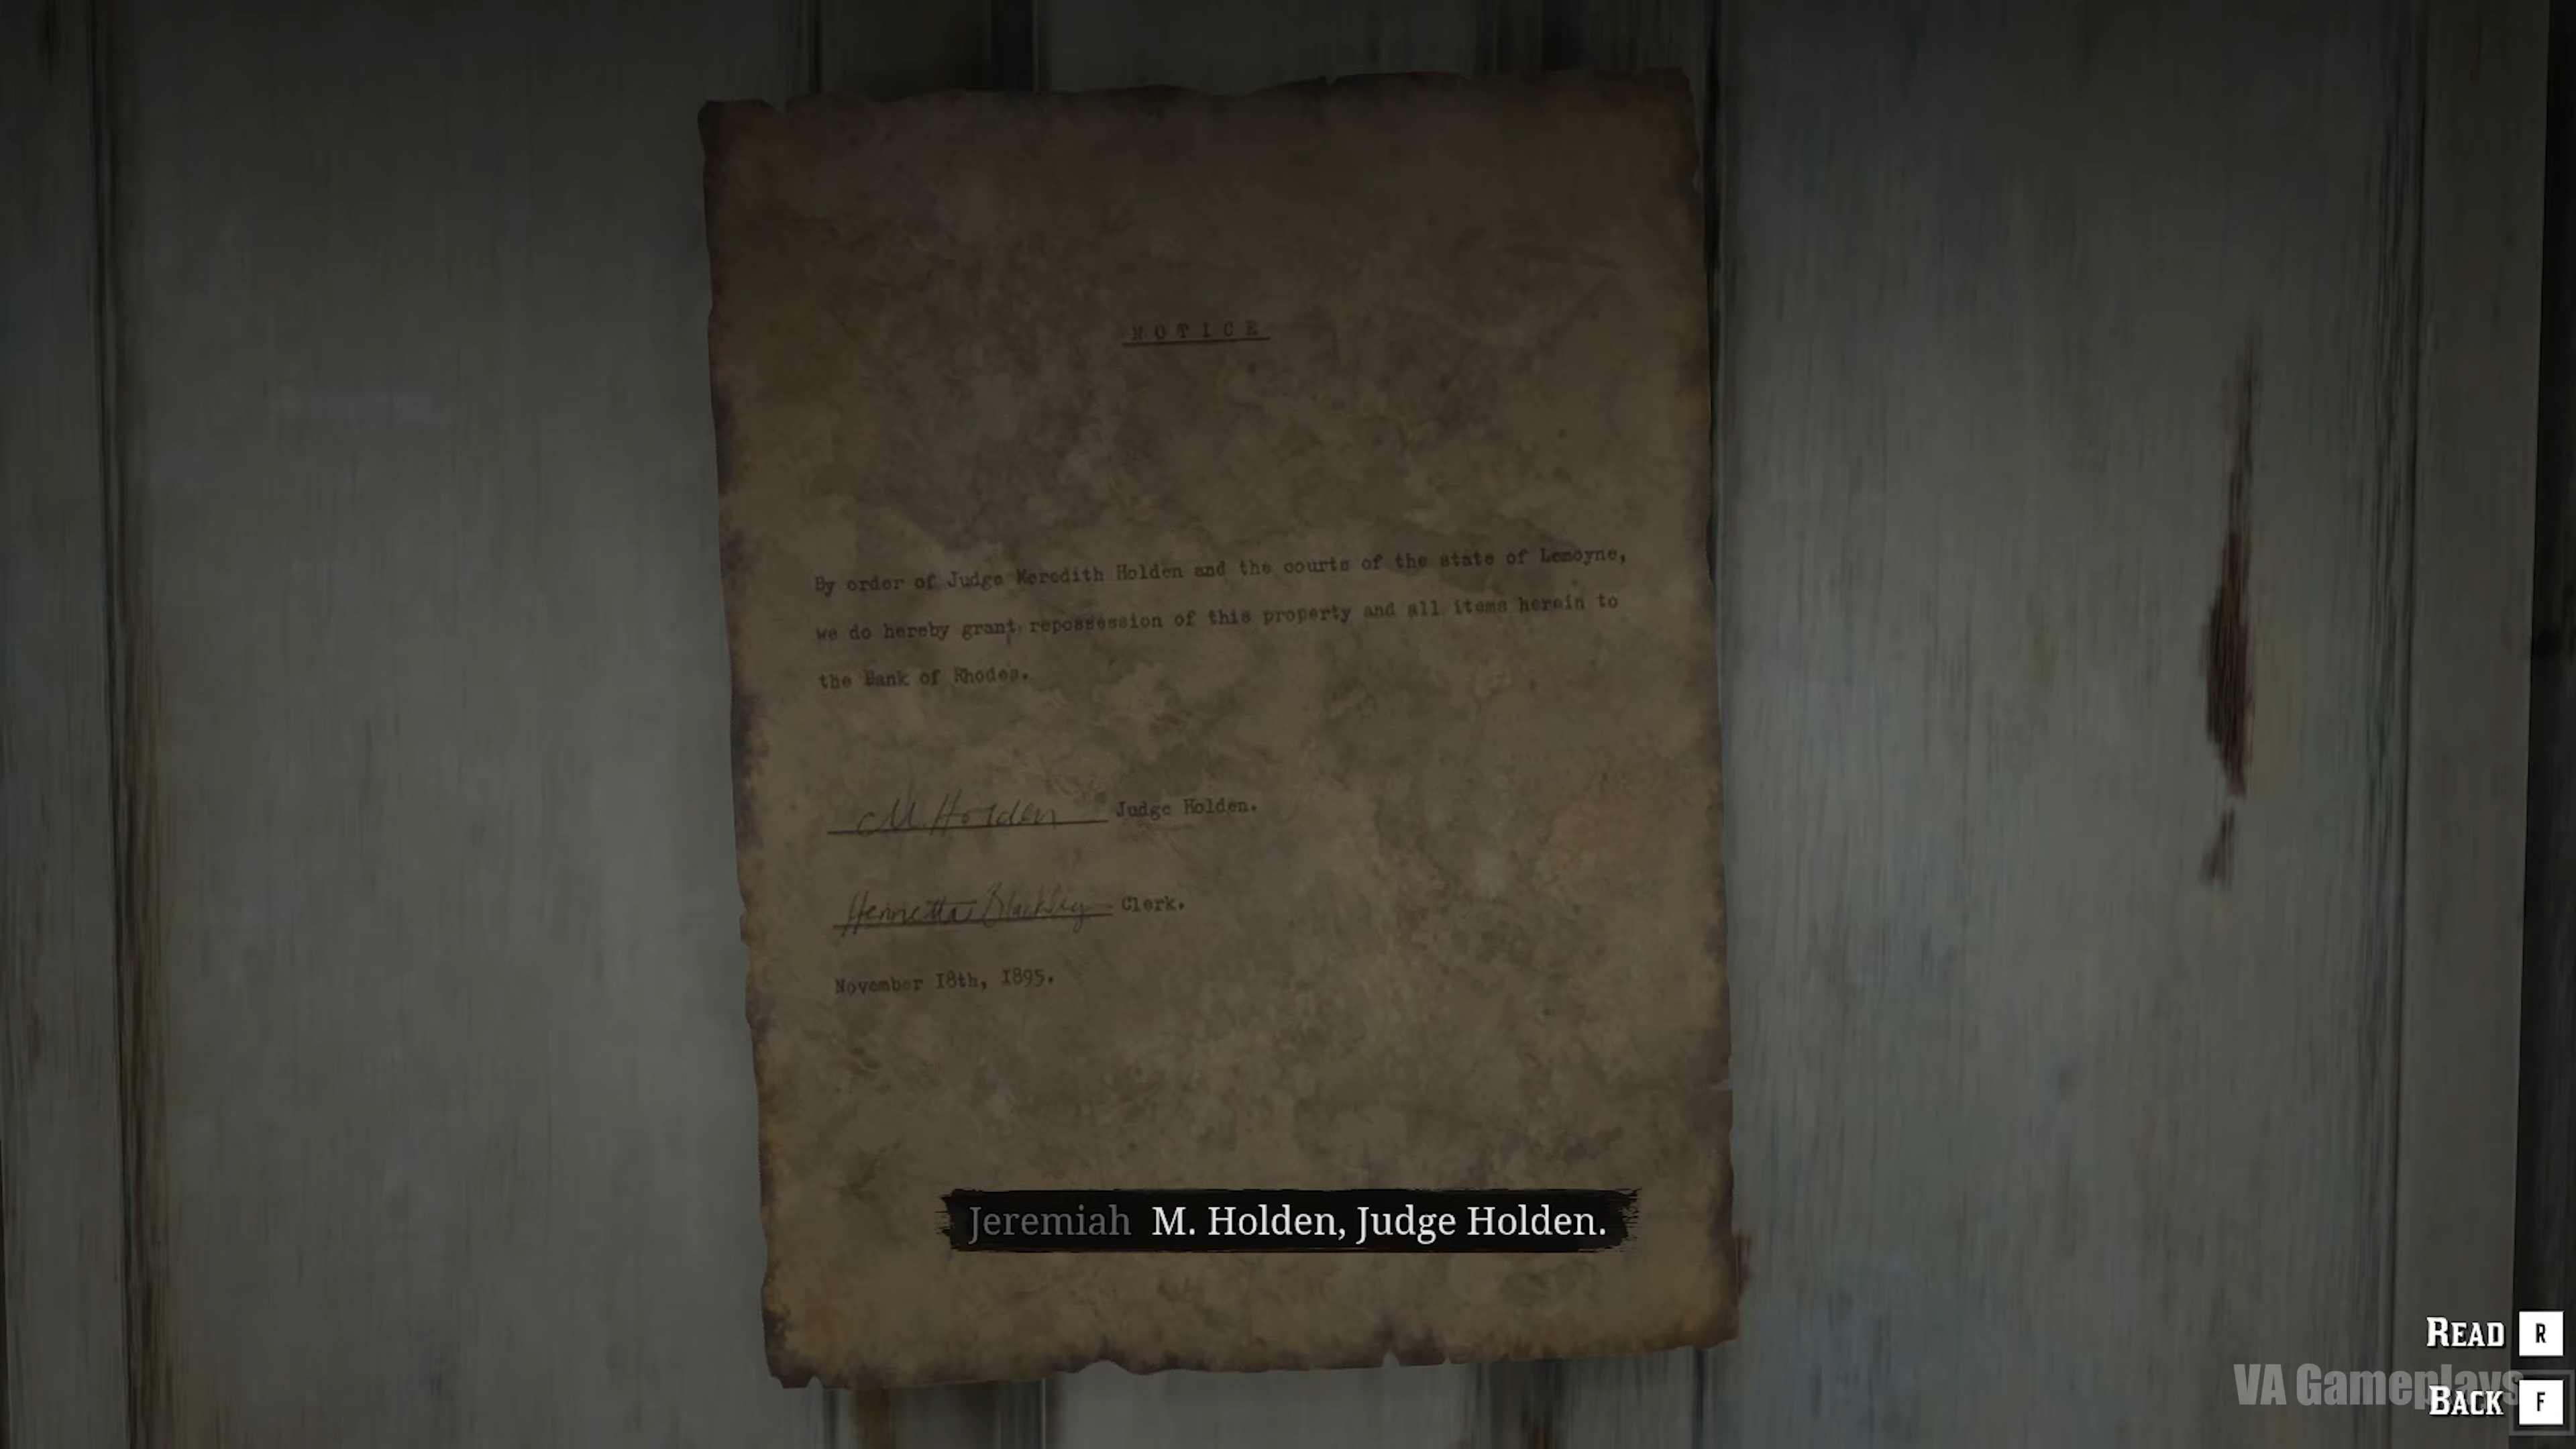 NOTICE
By order of Judge Meredith Holden and the courts of the state of Lemoyne,
we do hereby grant repossession of this property and all items herein to
the Bank of Rhodes.
M. Holden Judge Holden.
Henrietta Clerk.
November 18th, 1895.
Jeremiah M. Holden, Judge Holden.
READ R
VA Gameplays
BACK F